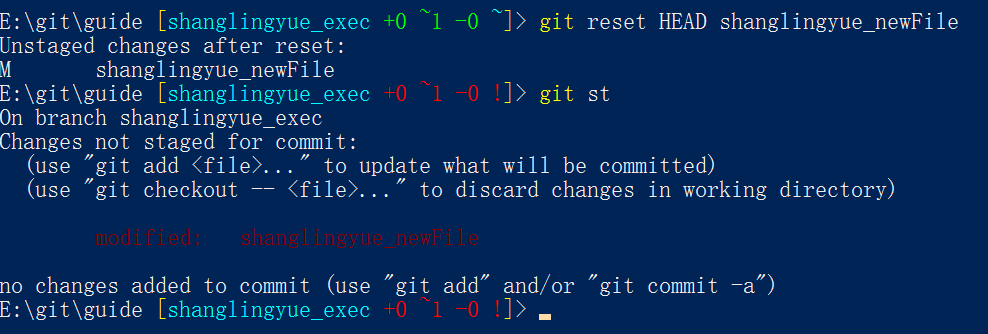 E:\git\guide [shanglingyue_exec +0 ~1 -0 ~]> git reset HEAD shanglingyue_newFile
Unstaged changes after reset:
M       shanglingyue_newFile
E:\git\guide [shanglingyue_exec +0 ~1 -0 !]> git st
On branch shanglingyue_exec
Changes not staged for commit:
  (use "git add <file>..." to update what will be committed)
  (use "git checkout -- <file>..." to discard changes in working directory)
        modified:   shanglingyue_newFile
no changes added to commit (use "git add" and/or "git commit -a")
E:\git\guide [shanglingyue_exec +0 ~1 -0 !]>